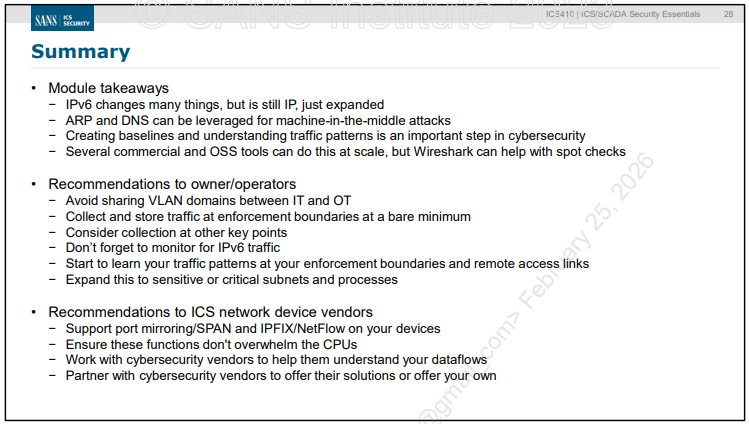 © SANS Institute 2026
SANS | ICS SECURITY
ICS410 | ICS/SCADA Security Essentials 28
Summary
• Module takeaways
– IPv6 changes many things, but is still IP, just expanded
– ARP and DNS can be leveraged for machine-in-the-middle attacks
– Creating baselines and understanding traffic patterns is an important step in cybersecurity
– Several commercial and OSS tools can do this at scale, but Wireshark can help with spot checks
• Recommendations to owner/operators
– Avoid sharing VLAN domains between IT and OT
– Collect and store traffic at enforcement boundaries at a bare minimum
– Consider collection at other key points
– Don’t forget to monitor for IPv6 traffic
– Start to learn your traffic patterns at your enforcement boundaries and remote access links
– Expand this to sensitive or critical subnets and processes
• Recommendations to ICS network device vendors
– Support port mirroring/SPAN and IPFIX/NetFlow on your devices
– Ensure these functions don't overwhelm the CPUs
– Work with cybersecurity vendors to help them understand your dataflows
– Partner with cybersecurity vendors to offer their solutions or offer your own
@gmail_com> February 25, 2026